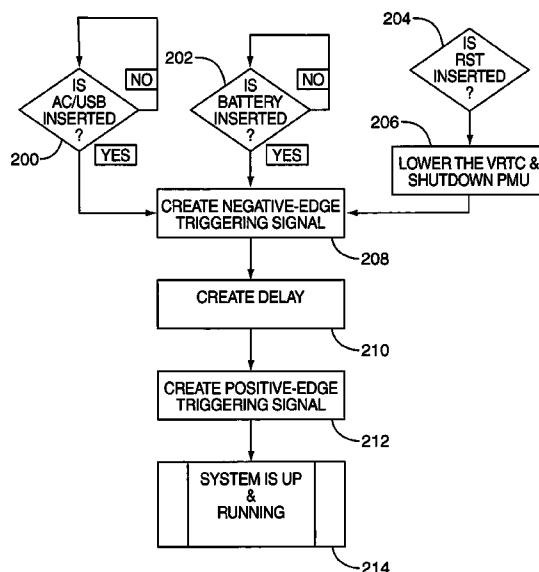 IS
AC/USB
INSERTED
?
NO
200
YES
202
IS
BATTERY
INSERTED
?
NO
YES
204
IS
RST
INSERTED
?
206
LOWER THE VRTC &
SHUTDOWN PMU
CREATE NEGATIVE-EDGE
TRIGGERING SIGNAL
208
CREATE DELAY
210
CREATE POSITIVE-EDGE
TRIGGERING SIGNAL
212
SYSTEM IS UP
&
RUNNING
214